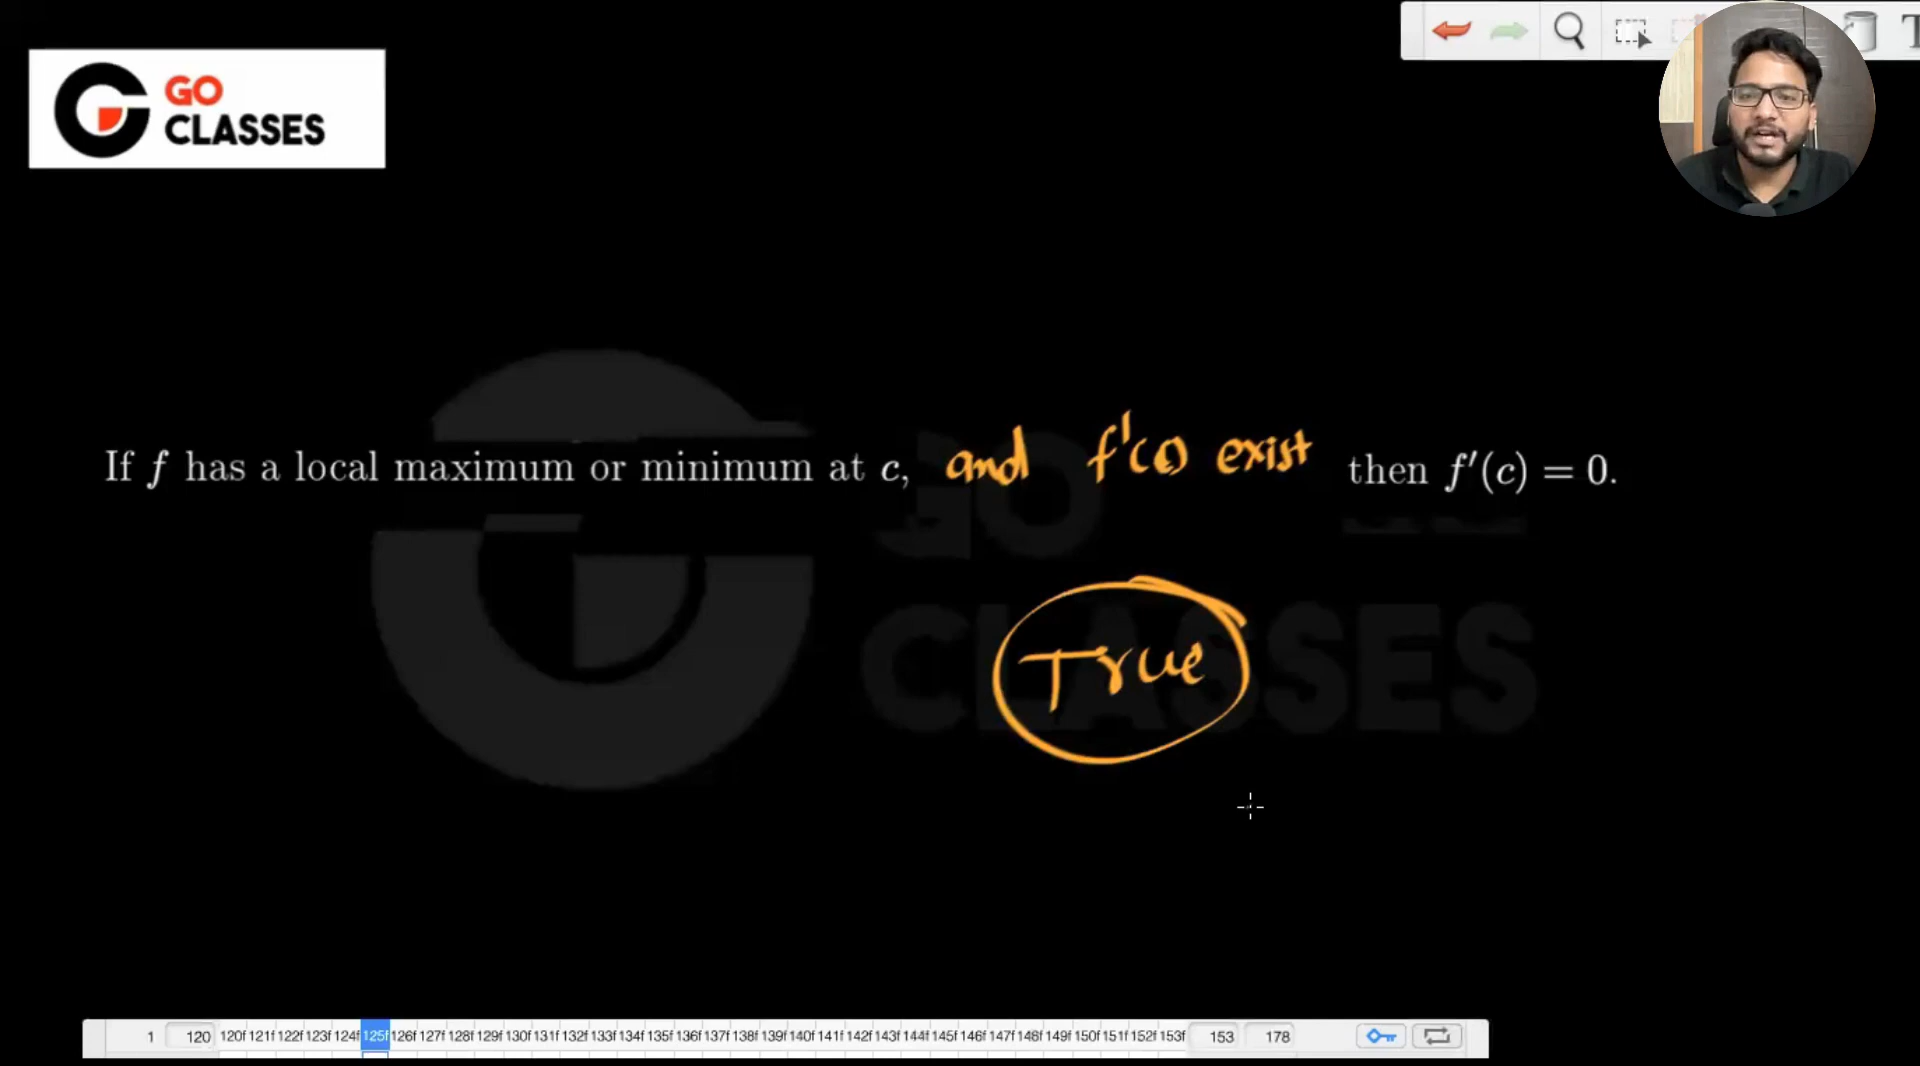 GO
CLASSES
T
If f has a local maximum or minimum at c, and f'(c) exist then f′(c) = 0.
GO
CLASSES
True
1 120 120f 121f 122f 123f 124f 125f 126f 127f 128f 129f 130f 131f 132f 133f 134f 135f 136f 137f 138f 139f 140f 141f 142f 143f 144f 145f 146f 147f 148f 149f 150f 151f 152f 153f 153 178